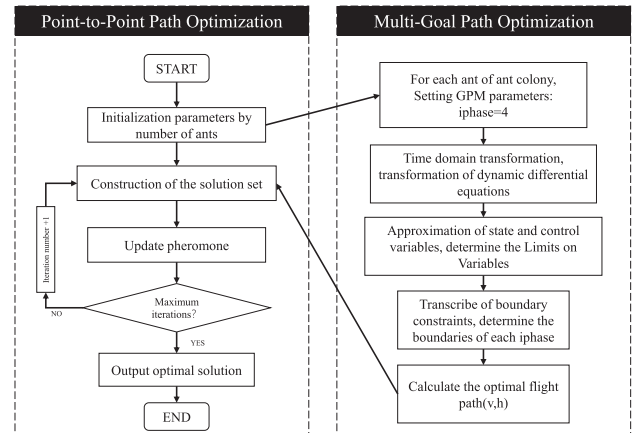 Point-to-Point Path Optimization
START
Initialization parameters by
number of ants
Construction of the solution set
Iteration number +1
Update pheromone
Maximum
iterations?
NO
YES
Output optimal solution
END
Multi-Goal Path Optimization
For each ant of ant colony,
Setting GPM parameters:
iphase=4
Time domain transformation,
transformation of dynamic differential
equations
Approximation of state and control
variables, determine the Limits on
Variables
Transcribe of boundary
constraints, determine the
boundaries of each iphase
Calculate the optimal flight
path(v,h)